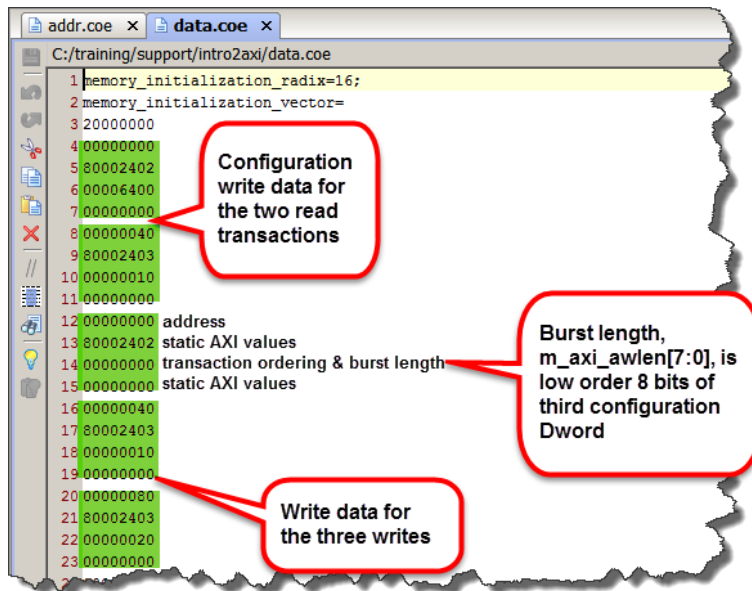 addr.coe × data.coe ×
C:/training/support/intro2axi/data.coe
1 memory_initialization_radix=16;
2 memory_initialization_vector=
3 20000000
4 00000000
5 80002402
6 00006400
7 00000000
8 00000040
9 80002403
10 00000010
11 00000000
12 00000000 address
13 80002402 static AXI values
14 00000000 transaction ordering & burst length
15 00000000 static AXI values
16 00000040
17 80002403
18 00000010
19 00000000
20 00000080
21 80002403
22 00000020
23 00000000
Configuration
write data for
the two read
transactions
Burst length,
m_axi_awlen[7:0], is
low order 8 bits of
third configuration
Dword
Write data for
the three writes